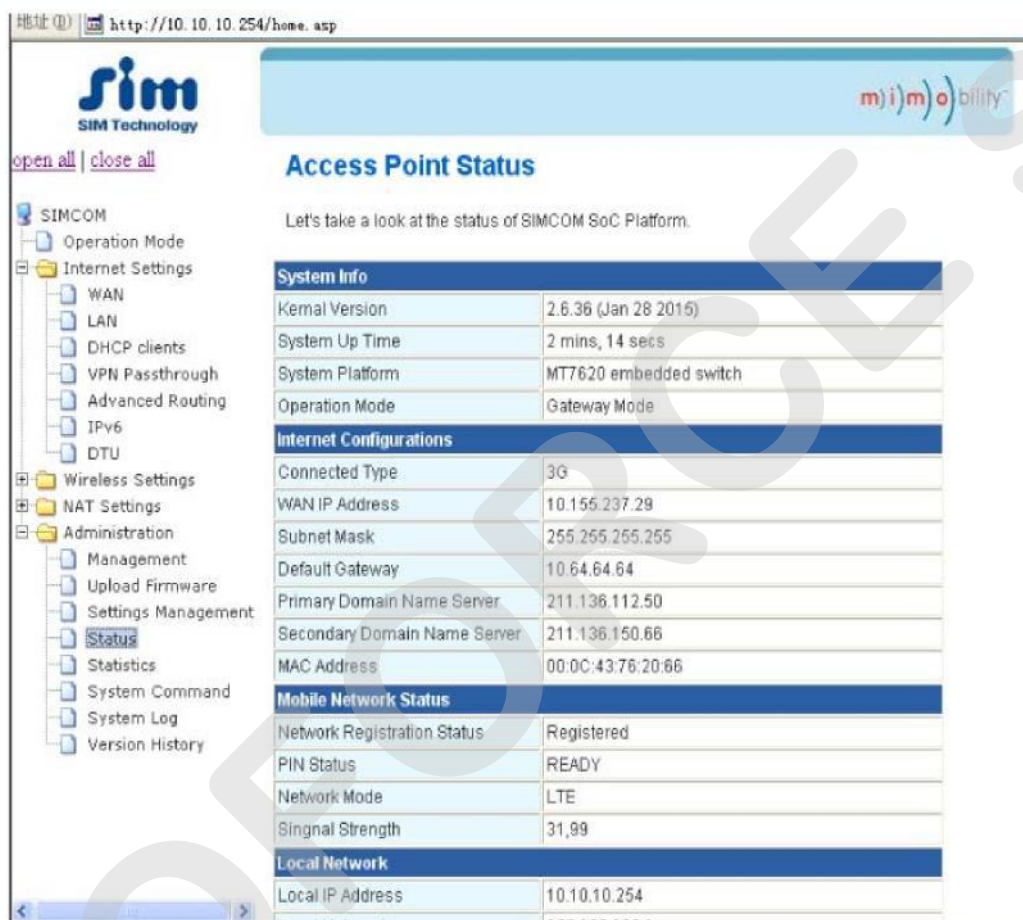 地址(D) http://10.10.10.254/home.asp
sim
SIM Technology
m)i)m)o)bility
open all | close all
Access Point Status
Let's take a look at the status of SIMCOM SoC Platform.
SIMCOM
Operation Mode
Internet Settings
WAN
LAN
DHCP clients
VPN Passthrough
Advanced Routing
IPv6
DTU
Wireless Settings
NAT Settings
Administration
Management
Upload Firmware
Settings Management
Status
Statistics
System Command
System Log
Version History
System Info
Kernal Version 2.6.36 (Jan 28 2015)
System Up Time 2 mins, 14 secs
System Platform MT7620 embedded switch
Operation Mode Gateway Mode
Internet Configurations
Connected Type 3G
WAN IP Address 10.155.237.29
Subnet Mask 255.255.255.255
Default Gateway 10.64.64.64
Primary Domain Name Server 211.136.112.50
Secondary Domain Name Server 211.136.150.66
MAC Address 00:0C:43:76:20:66
Mobile Network Status
Network Registration Status Registered
PIN Status READY
Network Mode LTE
Singnal Strength 31,99
Local Network
Local IP Address 10.10.10.254
OFORCE